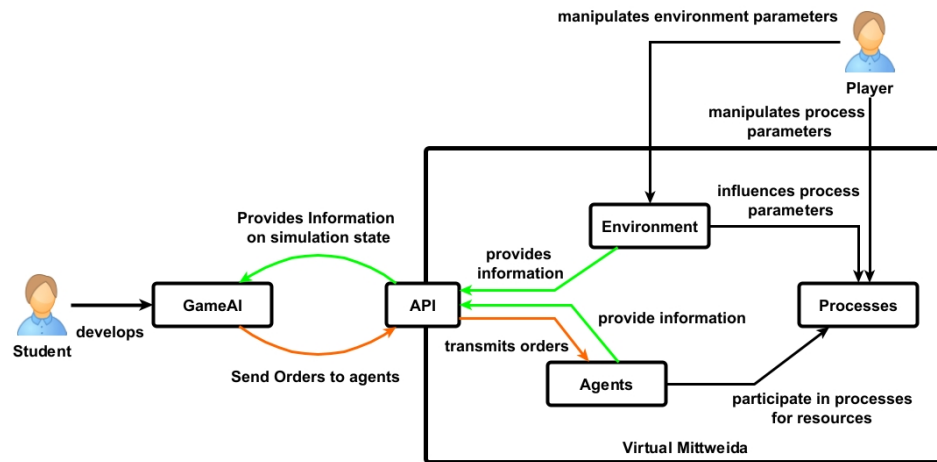 manipulates environment parameters
Player
manipulates process
parameters
influences process
parameters
Provides Information
on simulation state
Environment
provides
information
GameAI
API
Processes
provide information
develops
Student
transmits orders
Send Orders to agents
Agents
participate in processes
for resources
Virtual Mittweida